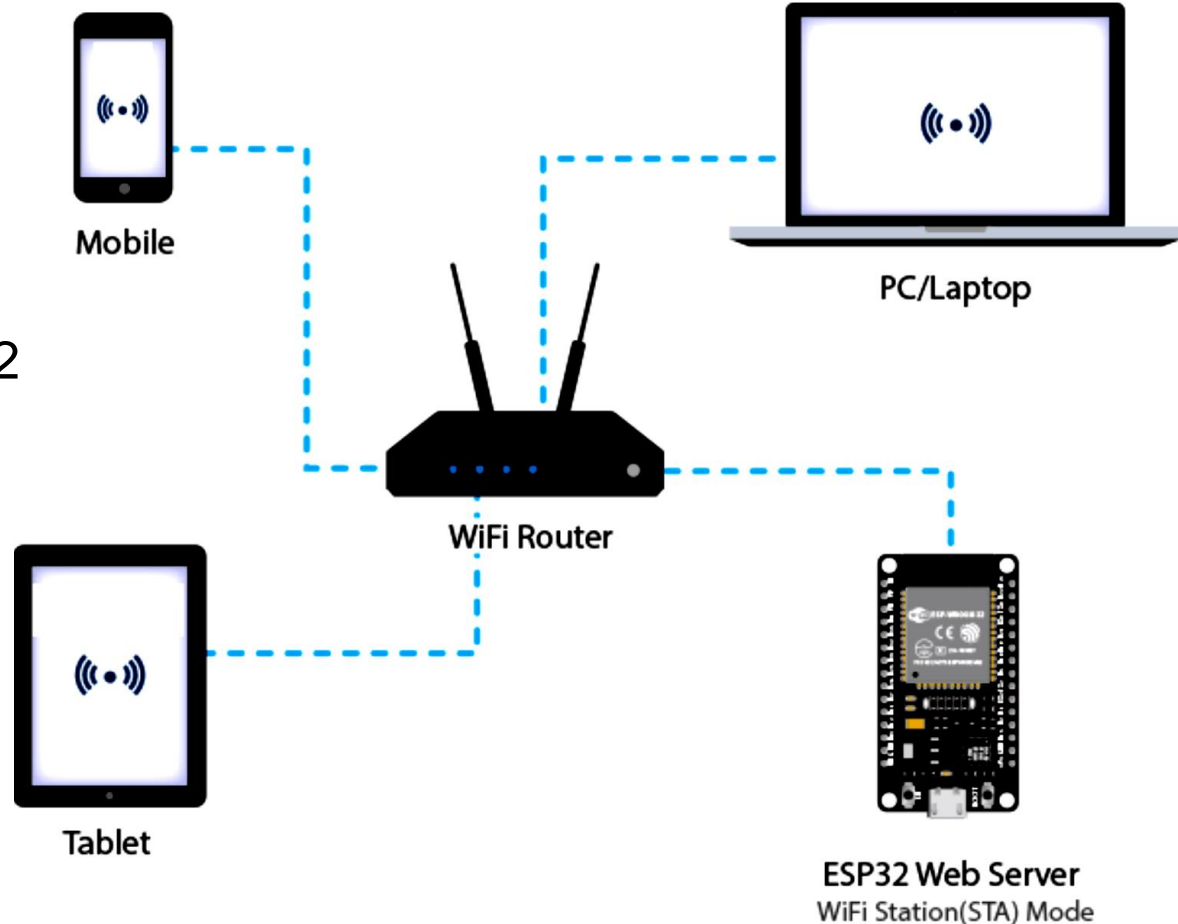 Mobile
PC/Laptop
2
WiFi Router
Tablet
ESP32 Web Server
WiFi Station(STA) Mode